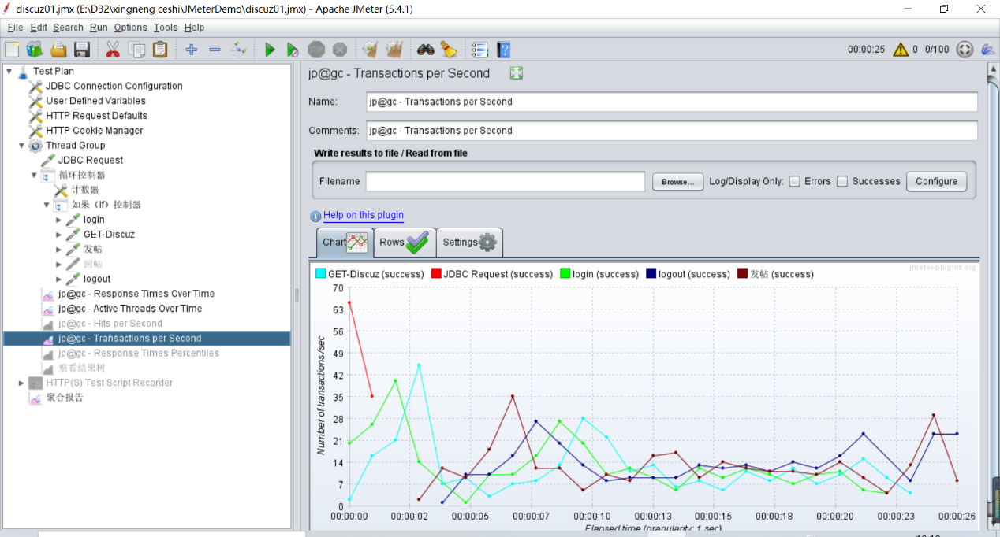 discuz01.jmx (E:\D32\xingneng ceshi\JMeterDemo\discuz01.jmx) - Apache JMeter (5.4.1)
File Edit Search Run Options Tools Help
00:00:25 0 0/100
Test Plan
JDBC Connection Configuration
User Defined Variables
HTTP Request Defaults
HTTP Cookie Manager
Thread Group
JDBC Request
循环控制器
计数器
如果（If）控制器
login
GET-Discuz
发帖
回帖
logout
jp@gc - Response Times Over Time
jp@gc - Active Threads Over Time
jp@gc - Hits per Second
jp@gc - Transactions per Second
jp@gc - Response Times Percentiles
察看结果树
HTTP(S) Test Script Recorder
聚合报告
jp@gc - Transactions per Second
Name: jp@gc - Transactions per Second
Comments: jp@gc - Transactions per Second
Write results to file / Read from file
Filename Browse... Log/Display Only: Errors Successes Configure
Help on this plugin
Chart Rows Settings
GET-Discuz (success) JDBC Request (success) login (success) logout (success) 发帖 (success)
jmeter-plugins.org
Number of transactions /sec
70
63
56
49
42
35
28
21
14
7
0
00:00:00 00:00:02 00:00:05 00:00:07 00:00:10 00:00:13 00:00:15 00:00:18 00:00:20 00:00:23 00:00:26
Elapsed time (granularity: 1 sec)